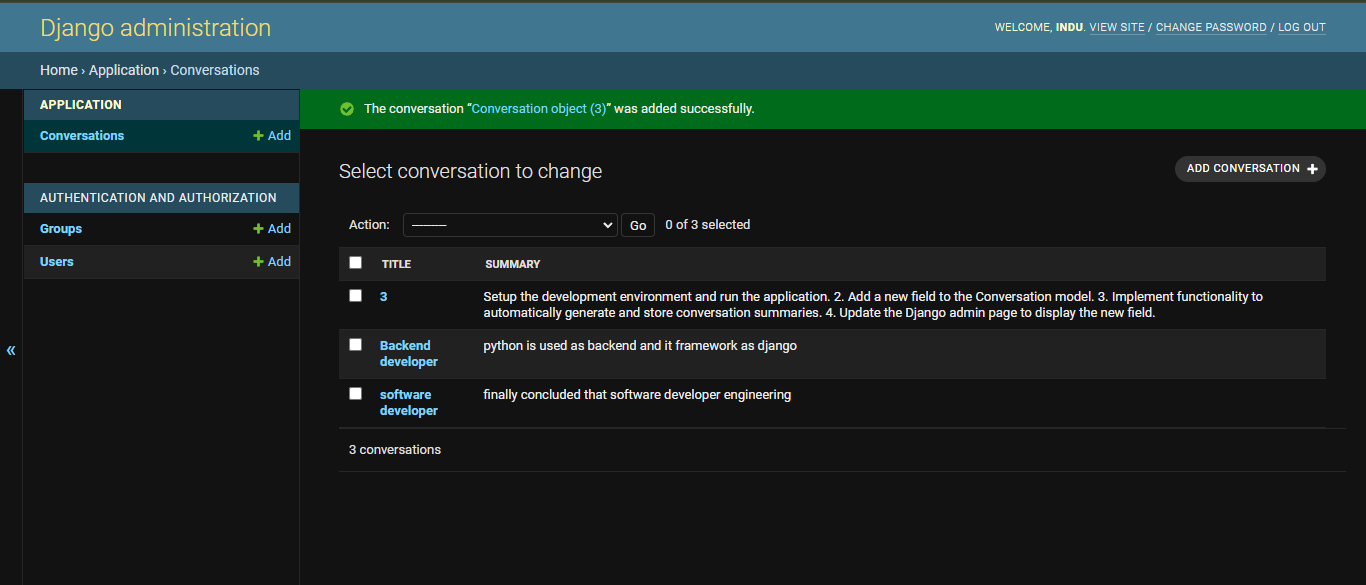 Django administration
WELCOME, INDU. VIEW SITE / CHANGE PASSWORD / LOG OUT
Home › Application › Conversations
APPLICATION
Conversations
+ Add
AUTHENTICATION AND AUTHORIZATION
Groups
+ Add
Users
+ Add
«
The conversation “Conversation object (3)” was added successfully.
Select conversation to change
ADD CONVERSATION +
Action:
---------
Go
0 of 3 selected
TITLE
SUMMARY
3
Setup the development environment and run the application. 2. Add a new field to the Conversation model. 3. Implement functionality to
automatically generate and store conversation summaries. 4. Update the Django admin page to display the new field.
Backend
developer
python is used as backend and it framework as django
software
developer
finally concluded that software developer engineering
3 conversations